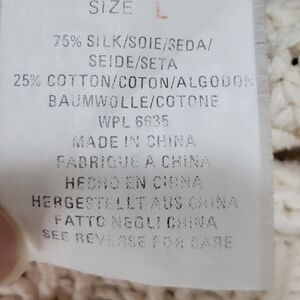 SIZE L
75% SILK/SOIE/SEDA/
SEIDE/SETA
25% COTTON/COTON/ALGODON
BAUMWOLLE/COTONE
WPL 6635
MADE IN CHINA
FABRIQUE A CHINA
HECHO EN CHINA
HERGESTELLT AUS CHINA
FATTO NEGLI CHINA
SEE REVERSE FOR CARE